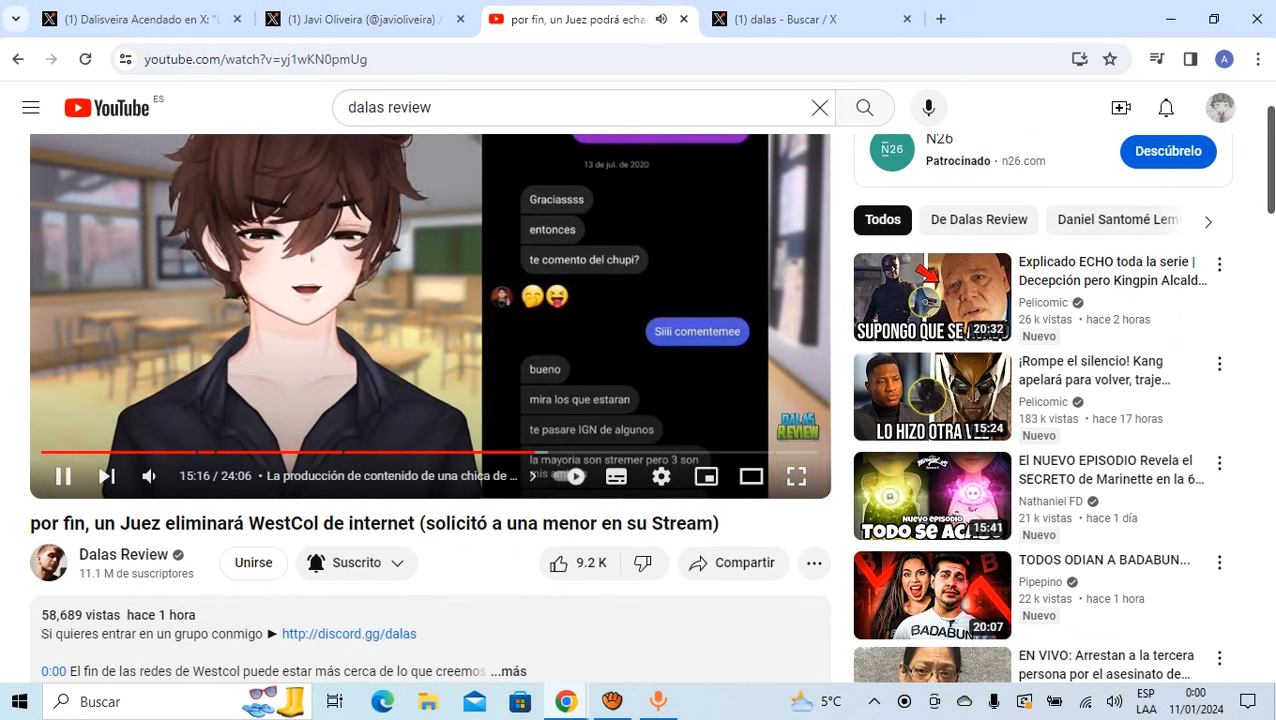 (1) Dalisveira Acendado en X: "L
(1) Javi Oliveira (@javioliveira) /
por fin, un Juez podrá echa
(1) dalas - Buscar / X
youtube.com/watch?v=yj1wKN0pmUg
YouTube ES
dalas review
A
13 de jul. de 2020
Graciassss
entonces
te comento del chupi?
Siiii comentemee
bueno
mira los que estaran
te pasare IGN de algunos
la mayoria son stremer pero 3 son
DALAS
REVIEW
15:16 / 24:06 • La producción de contenido de una chica de ...
por fin, un Juez eliminará WestCol de internet (solicitó a una menor en su Stream)
Dalas Review
11.1 M de suscriptores
Unirse
Suscrito
9.2 K
Compartir
58,689 vistas hace 1 hora
Si quieres entrar en un grupo conmigo ► http://discord.gg/dalas
0:00 El fin de las redes de Westcol puede estar más cerca de lo que creemos ...más
N26
N26
Patrocinado • n26.com
Descúbrelo
Todos
De Dalas Review
Daniel Santomé Lem
SUPONGO QUE SE
20:32
Explicado ECHO toda la serie |
Decepción pero Kingpin Alcald...
Pelicomic
26 k vistas • hace 2 horas
Nuevo
LO HIZO OTRA VEZ
15:24
¡Rompe el silencio! Kang
apelará para volver, traje...
Pelicomic
183 k vistas • hace 17 horas
Nuevo
NUEVO EPISODIO
TODO SE ACA
15:41
El NUEVO EPISODIO Revela el
SECRETO de Marinette en la 6...
Nathaniel FD
21 k vistas • hace 1 día
Nuevo
BADABUN
20:07
TODOS ODIAN A BADABUN...
Pipepino
22 k vistas • hace 1 hora
Nuevo
EN VIVO: Arrestan a la tercera
persona por el asesinato de
Buscar
5°C
ESP
LAA
0:00
11/01/2024